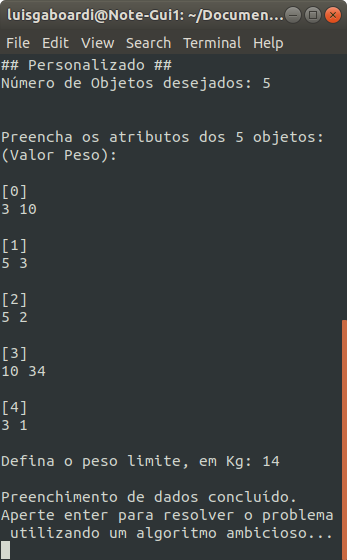 luisgaboardi@Note-Gui1: ~/Documen...
File Edit View Search Terminal Help
## Personalizado ##
Número de Objetos desejados: 5
Preencha os atributos dos 5 objetos:
(Valor Peso):
[0]
3 10
[1]
5 3
[2]
5 2
[3]
10 34
[4]
3 1
Defina o peso limite, em Kg: 14
Preenchimento de dados concluído.
Aperte enter para resolver o problema
utilizando um algoritmo ambicioso...